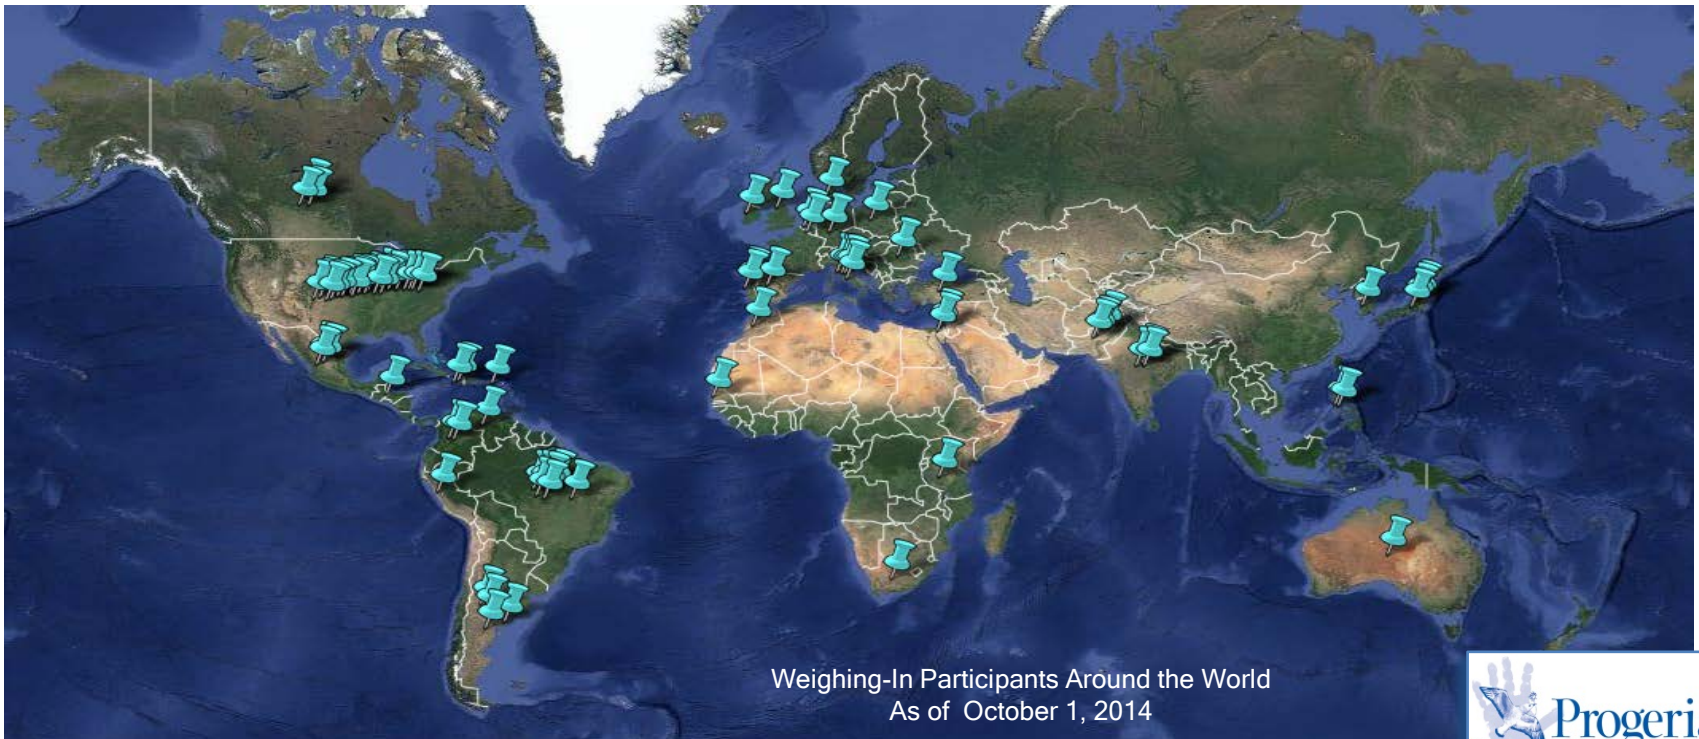 Weighing-In Participants Around the World
As of October 1, 2014
Progeri